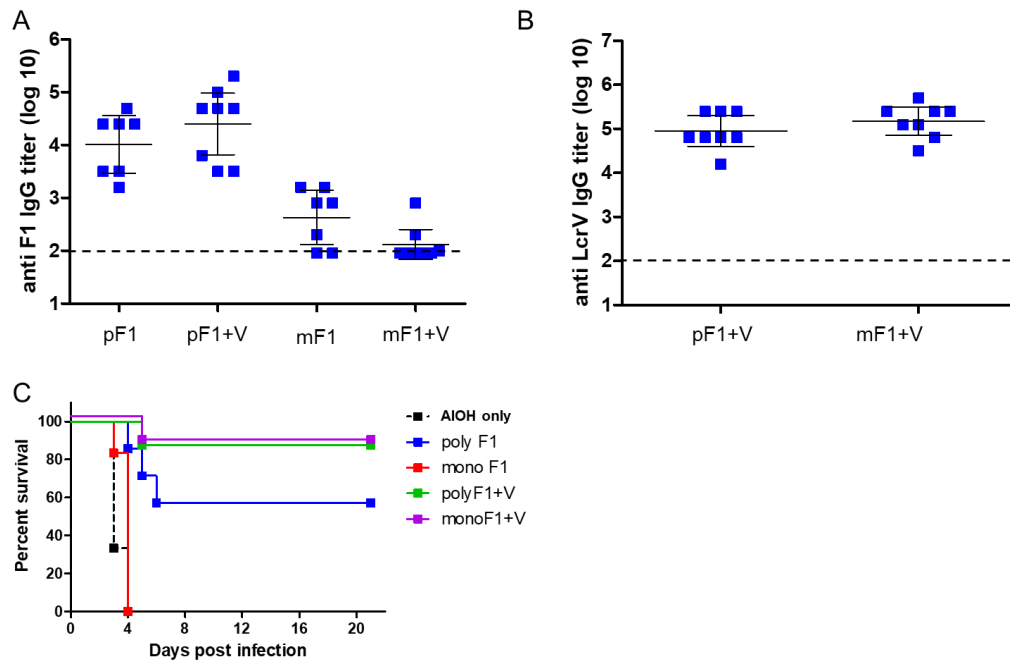 A
anti F1 IgG titer (log 10)
6
5
4
3
2
1
pF1
pF1+V
mF1
mF1+V
B
anti LcrV IgG titer (log 10)
7
6
5
4
3
2
1
pF1+V
mF1+V
C
Percent survival
100
80
60
40
20
0
0
4
8
12
16
20
Days post infection
AlOH only
poly F1
mono F1
polyF1+V
monoF1+V